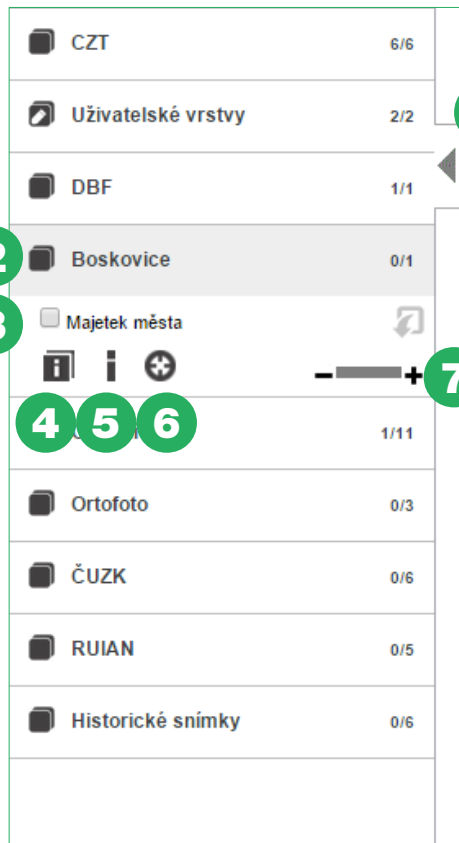 CZT 6/6
Uživatelské vrstvy 2/2
DBF 1/1
2 Boskovice 0/1
3 Majetek města
7
4 5 6 1/11
Ortofoto 0/3
ČUZK 0/6
RUIAN 0/5
Historické snímky 0/6